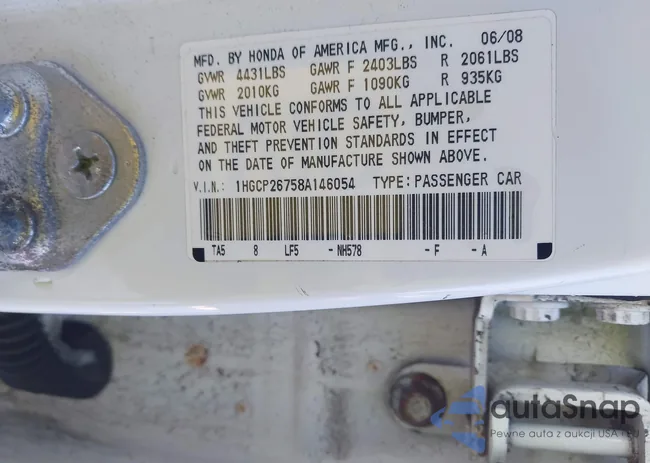 MFD. BY HONDA OF AMERICA MFG., INC. 06/08
GVWR 4431LBS GAWR F 2403LBS R 2061LBS
GVWR 2010KG GAWR F 1090KG R 935KG
THIS VEHICLE CONFORMS TO ALL APPLICABLE
FEDERAL MOTOR VEHICLE SAFETY, BUMPER,
AND THEFT PREVENTION STANDARDS IN EFFECT
ON THE DATE OF MANUFACTURE SHOWN ABOVE.
V.I.N.: 1HGCP26758A146054 TYPE: PASSENGER CAR
TA5 8 LF5 -NH578 -F -A
autaSnap
Pewne auta z aukcji USA i EU